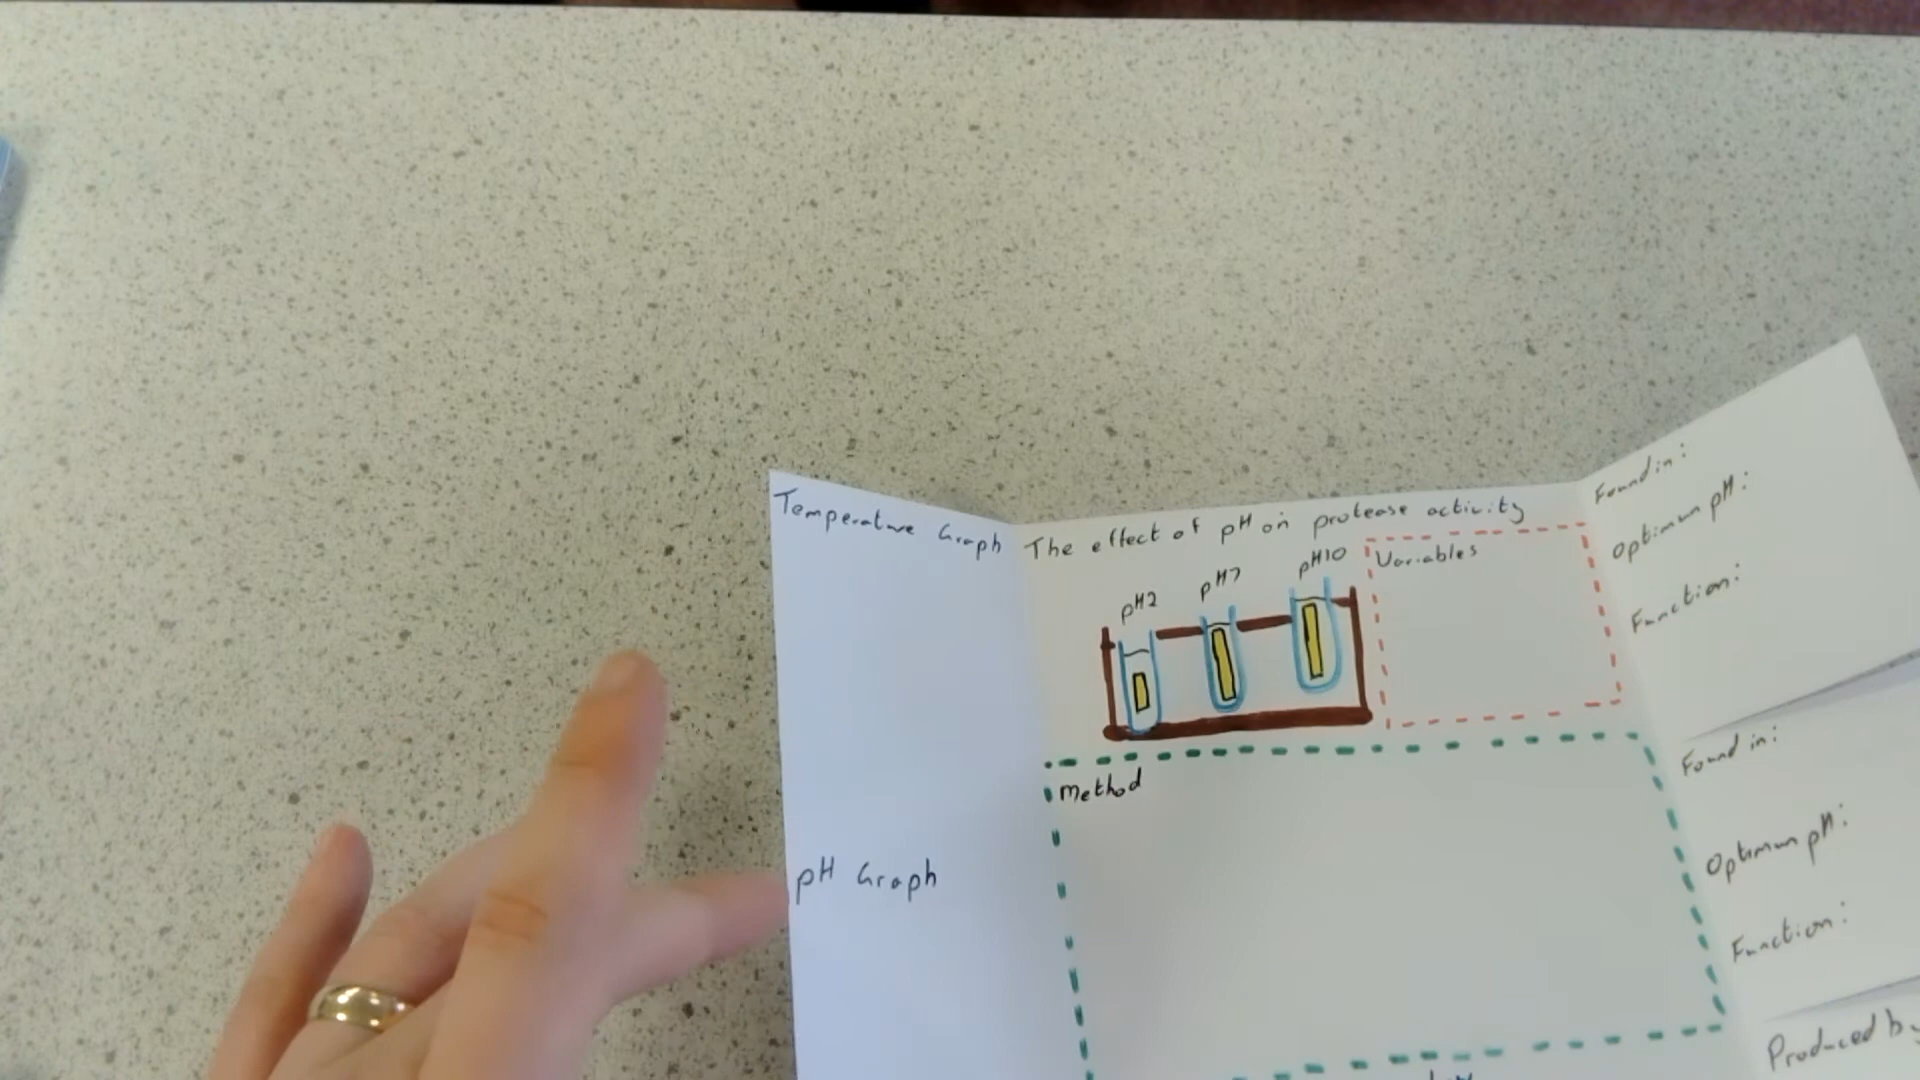 Temperature Graph
The effect of pH on protease activity
pH2
pH7
pH10
Variables
Method
pH Graph
Found in:
Optimum pH:
Function:
Found in:
Optimum pH:
Function:
Produced by